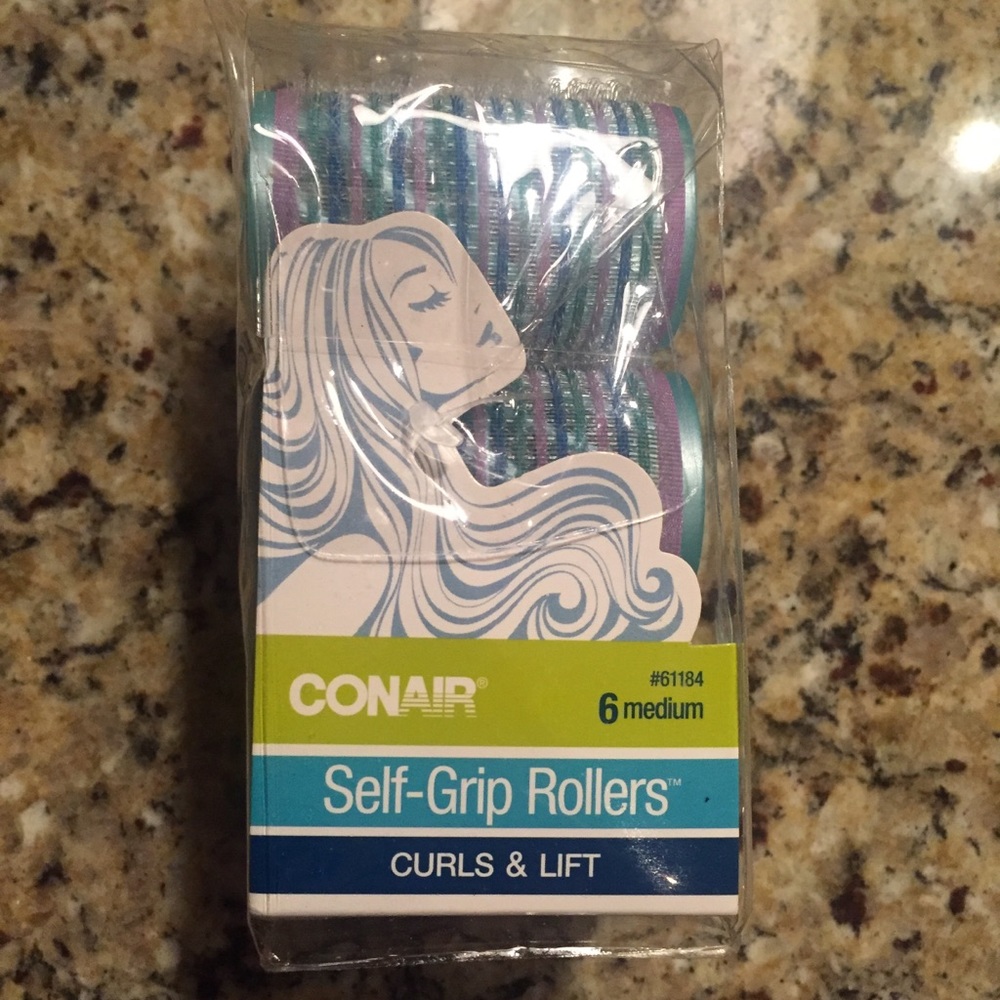 CONAIR®
#61184
6 medium
Self-Grip Rollers™
CURLS & LIFT